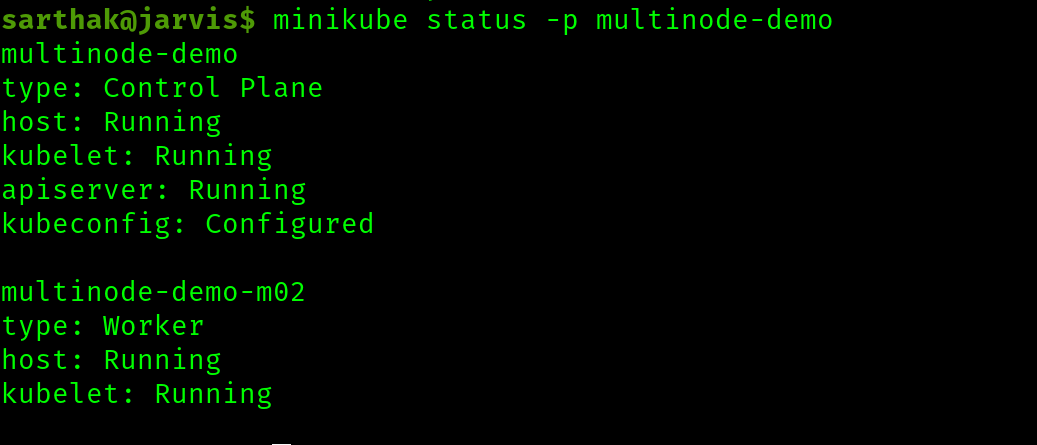 sarthak@jarvis$ minikube status -p multinode-demo
multinode-demo
type: Control Plane
host: Running
kubelet: Running
apiserver: Running
kubeconfig: Configured
multinode-demo-m02
type: Worker
host: Running
kubelet: Running